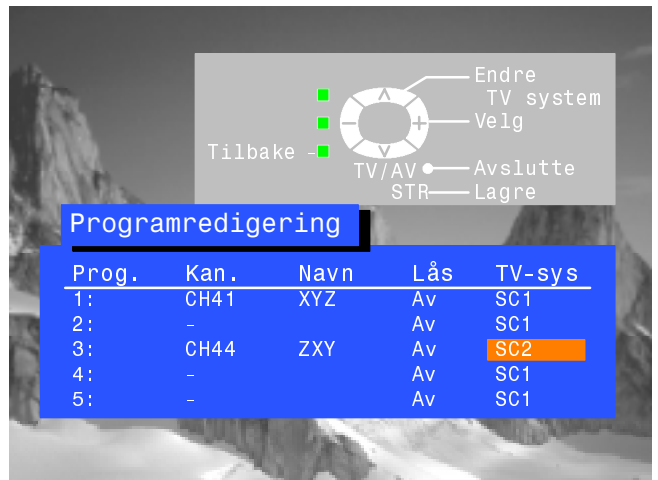 Endre
TV system
Velg
Tilbake
TV/AV Avslutte
STR Lagre
Programredigering
Prog. Kan. Navn Lås TV-sys
1: CH41 XYZ Av SC1
2: - Av SC1
3: CH44 ZXY Av SC2
4: - Av SC1
5: - Av SC1